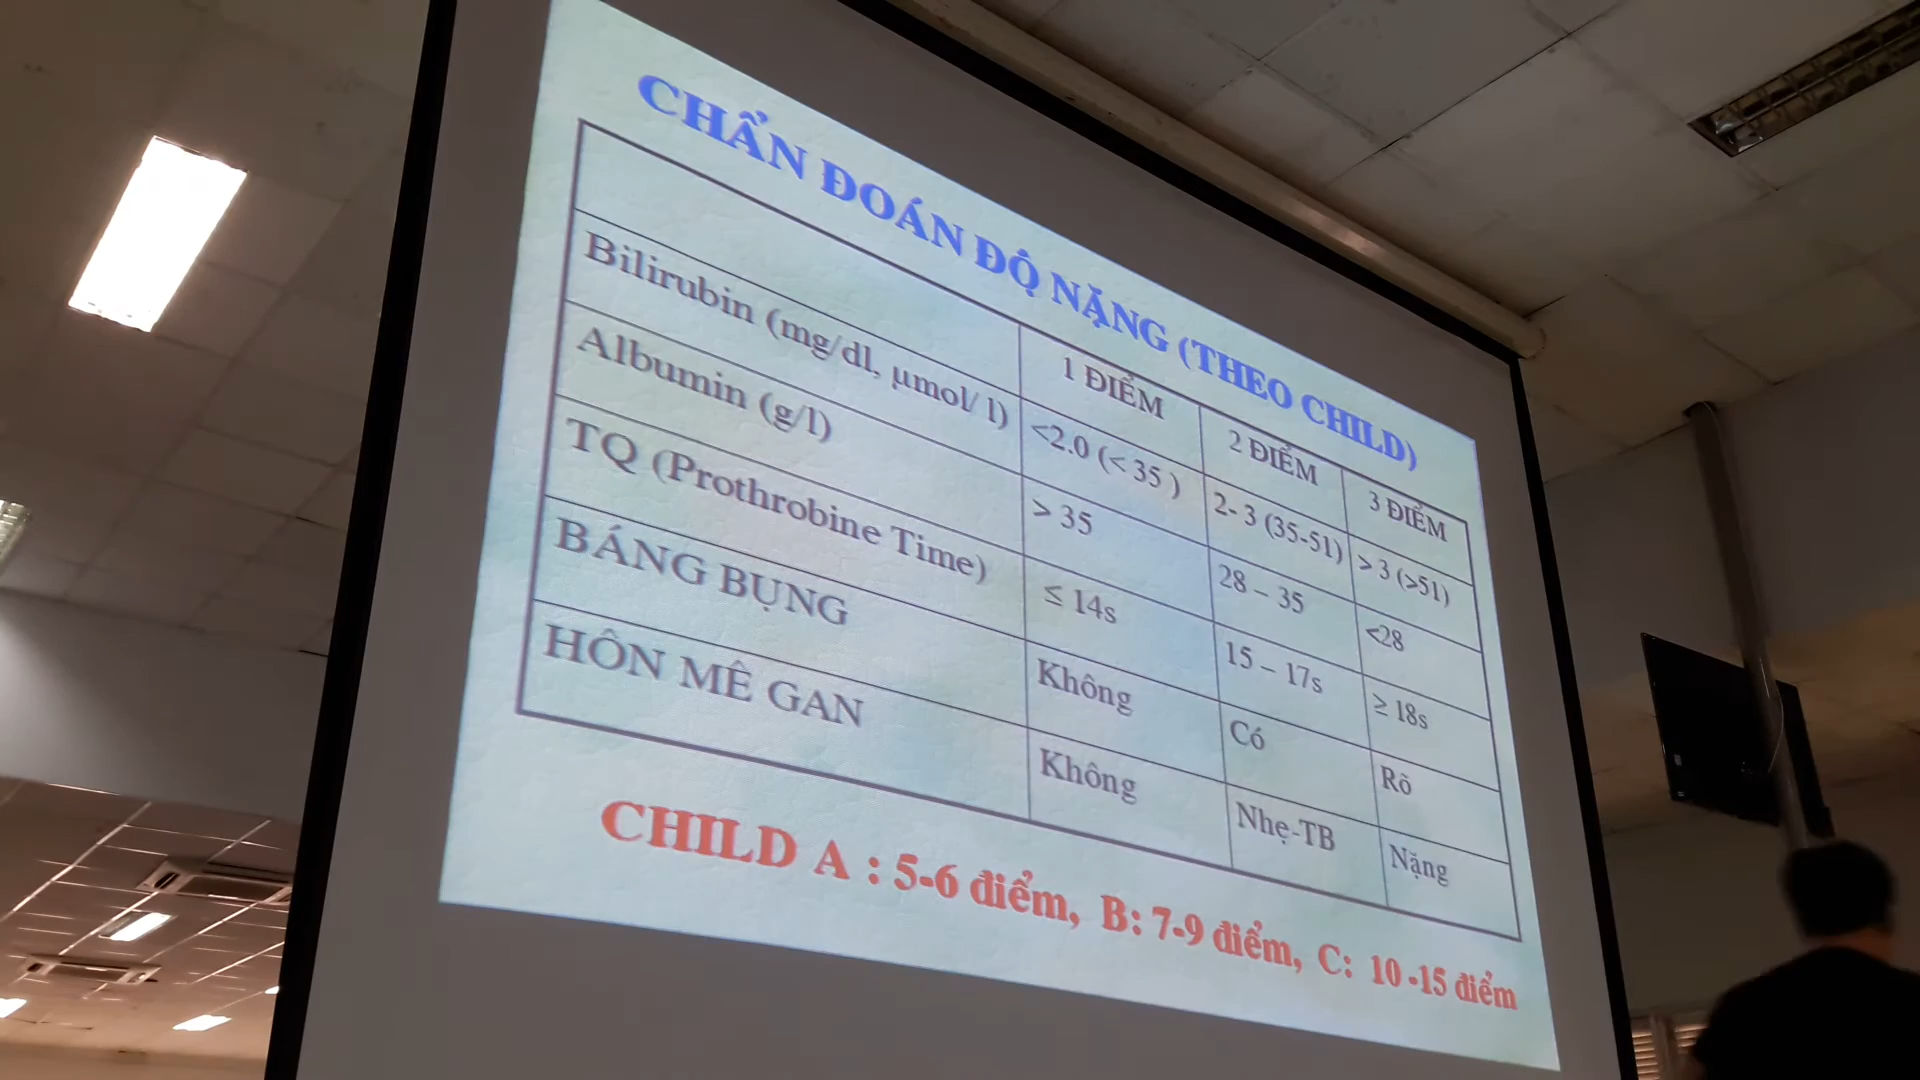 CHẨN ĐOÁN ĐỘ NẶNG (THEO CHILD)
1 ĐIỂM 2 ĐIỂM 3 ĐIỂM
Bilirubin (mg/dl, µmol/ l) <2.0 (< 35 ) 2- 3 (35-51) > 3 (>51)
Albumin (g/l) > 35 28 – 35 <28
TQ (Prothrobine Time) ≤ 14s 15 – 17s ≥ 18s
BÁNG BỤNG Không Có Rõ
HÔN MÊ GAN Không Nhẹ-TB Nặng
CHILD A : 5-6 điểm, B: 7-9 điểm, C: 10 -15 điểm